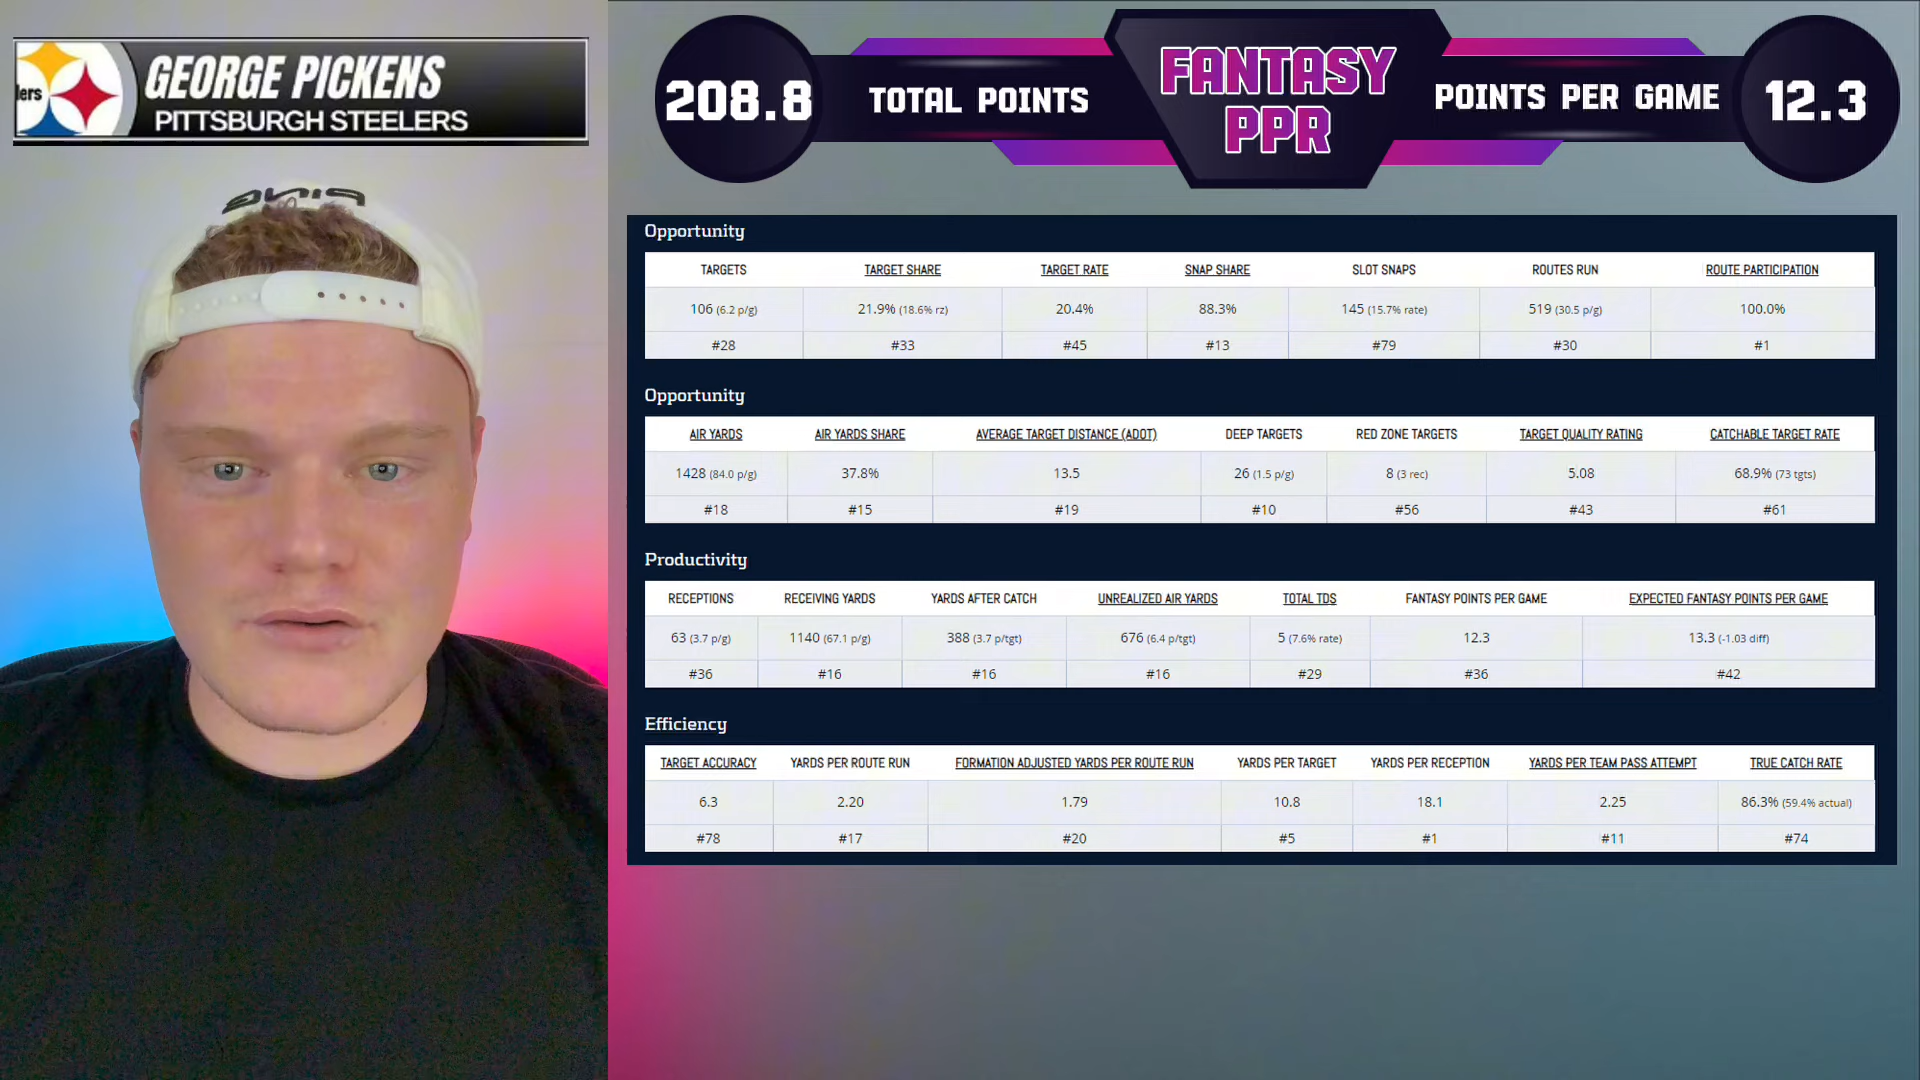 lers
GEORGE PICKENS
PITTSBURGH STEELERS
208.8
TOTAL POINTS
FANTASY
PPR
POINTS PER GAME
12.3
Opportunity
TARGETS TARGET SHARE TARGET RATE SNAP SHARE SLOT SNAPS ROUTES RUN ROUTE PARTICIPATION
106 (6.2 p/g) 21.9% (18.6% rz) 20.4% 88.3% 145 (15.7% rate) 519 (30.5 p/g) 100.0%
#28 #33 #45 #13 #79 #30 #1
Opportunity
AIR YARDS AIR YARDS SHARE AVERAGE TARGET DISTANCE (ADOT) DEEP TARGETS RED ZONE TARGETS TARGET QUALITY RATING CATCHABLE TARGET RATE
1428 (84.0 p/g) 37.8% 13.5 26 (1.5 p/g) 8 (3 rec) 5.08 68.9% (73 tgts)
#18 #15 #19 #10 #56 #43 #61
Productivity
RECEPTIONS RECEIVING YARDS YARDS AFTER CATCH UNREALIZED AIR YARDS TOTAL TDS FANTASY POINTS PER GAME EXPECTED FANTASY POINTS PER GAME
63 (3.7 p/g) 1140 (67.1 p/g) 388 (3.7 p/tgt) 676 (6.4 p/tgt) 5 (7.6% rate) 12.3 13.3 (-1.03 diff)
#36 #16 #16 #16 #29 #36 #42
Efficiency
TARGET ACCURACY YARDS PER ROUTE RUN FORMATION ADJUSTED YARDS PER ROUTE RUN YARDS PER TARGET YARDS PER RECEPTION YARDS PER TEAM PASS ATTEMPT TRUE CATCH RATE
6.3 2.20 1.79 10.8 18.1 2.25 86.3% (59.4% actual)
#78 #17 #20 #5 #1 #11 #74